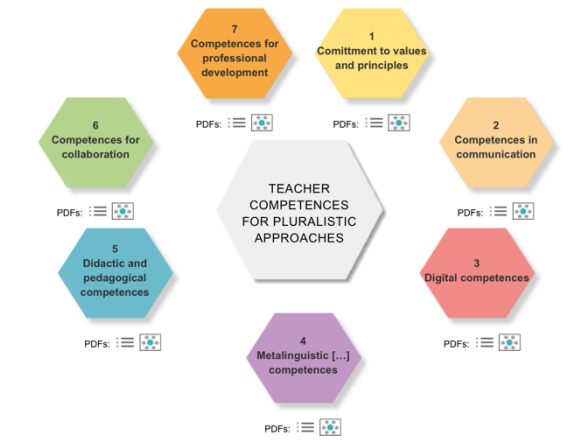 7
Competences for
professional
development
1
Comittment to values
and principles
PDFs:
PDFs:
6
Competences for
collaboration
2
Competences in
communication
TEACHER
COMPETENCES
FOR PLURALISTIC
APPROACHES
PDFs:
PDFs:
5
Didactic and
pedagogical
competences
3
Digital competences
PDFs:
PDFs:
4
Metalinguistic [...]
competences
PDFs: